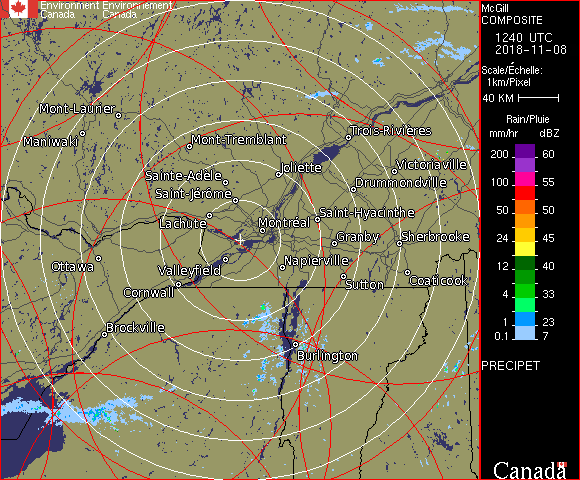 Environment Environnement
Canada Canada
McGill
COMPOSITE
1240 UTC
2018-11-08
Scale/Échelle:
1km/Pixel
40 KM
Rain/Pluie
mm/hr dBZ
200 60
100 55
50 50
24 45
12 40
4 33
1 23
0.1 7
PRECIPET
Canada
Mont-Laurier
Maniwaki
Mont-Tremblant
Trois-Rivières
Joliette
Victoriaville
Sainte-Adèle
Drummondville
Saint-Jérôme
Saint-Hyacinthe
Lachute
Montréal
Granby
Sherbrooke
Ottawa
Valleyfield
Napierville
Sutton
Coaticook
Cornwall
Brockville
Burlington